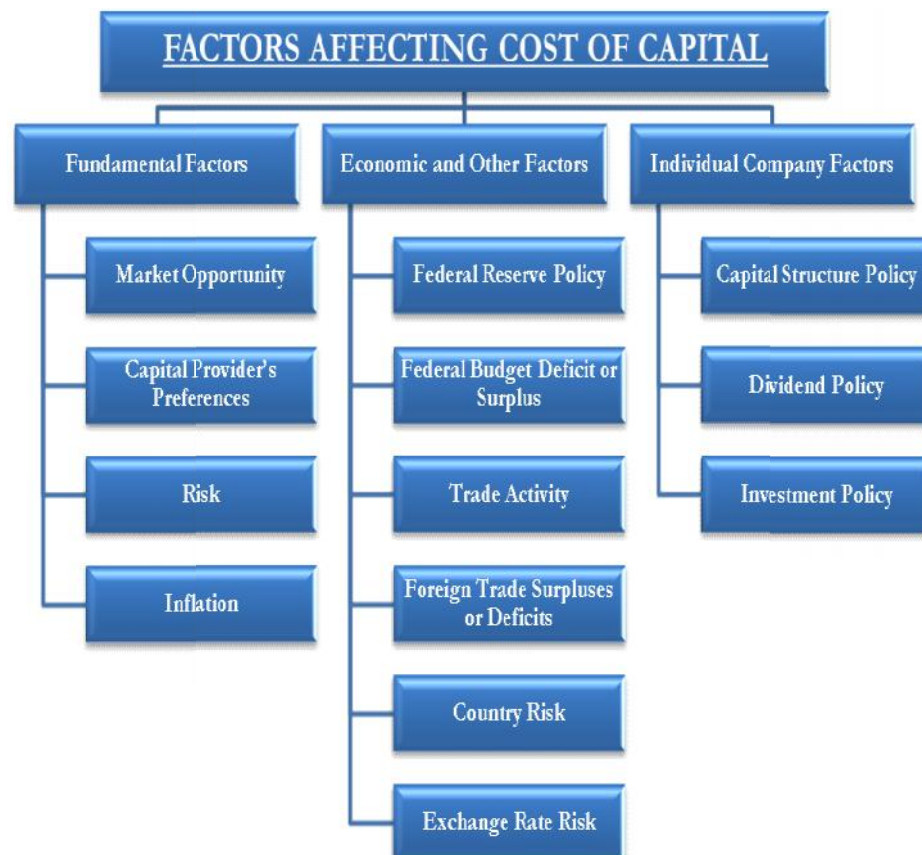 FACTORS AFFECTING COST OF CAPITAL
Fundamental Factors
Market Opportunity
Capital Provider's
Preferences
Risk
Inflation
Economic and Other Factors
Federal Reserve Policy
Federal Budget Deficit or
Surplus
Trade Activity
Foreign Trade Surpluses
or Deficits
Country Risk
Exchange Rate Risk
Individual Company Factors
Capital Structure Policy
Dividend Policy
Investment Policy